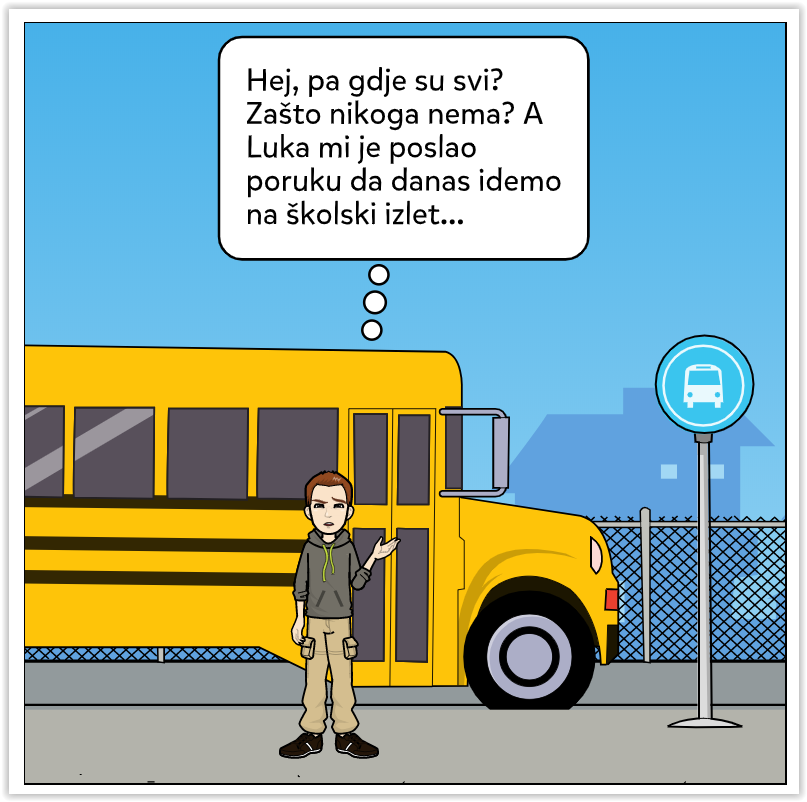 Hej, pa gdje su svi?
Zašto nikoga nema? A
Luka mi je poslao
poruku da danas idemo
na školski izlet...